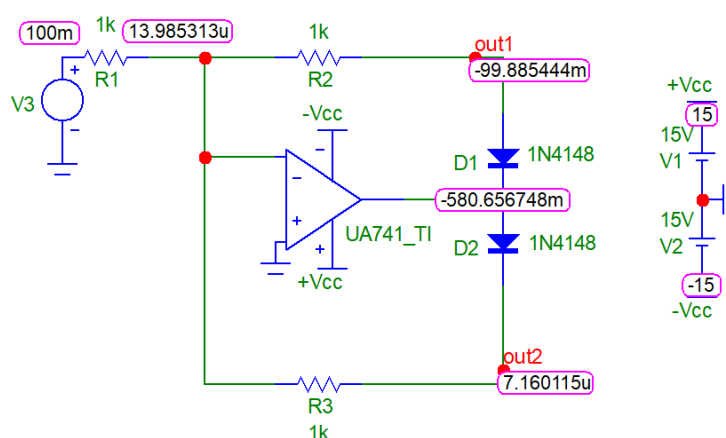 1k
100m
13.985313u
R1
V3
+
−
1k
R2
out1
-99.885444m
-Vcc
−
−
+
+
+Vcc
UA741_TI
D1
1N4148
-580.656748m
D2
1N4148
out2
7.160115u
R3
1k
+Vcc
15
15V
V1
15V
V2
-15
-Vcc